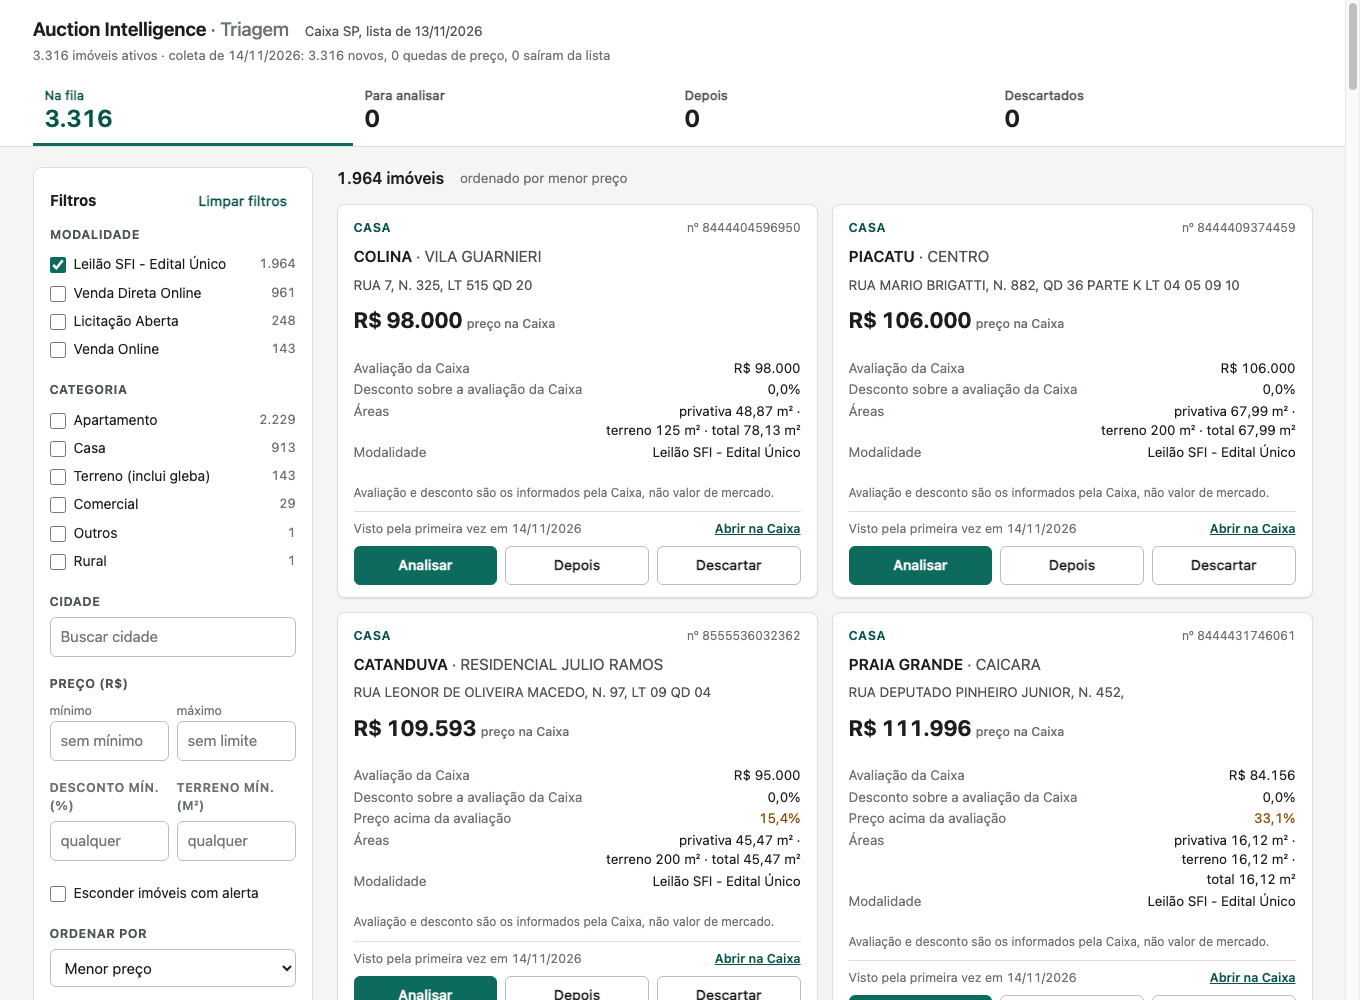 Auction Intelligence · Triagem Caixa SP, lista de 13/11/2026
3.316 imóveis ativos · coleta de 14/11/2026: 3.316 novos, 0 quedas de preço, 0 saíram da lista
Na fila
3.316
Para analisar
0
Depois
0
Descartados
0
Filtros
Limpar filtros
MODALIDADE
Leilão SFI - Edital Único 1.964
Venda Direta Online 961
Licitação Aberta 248
Venda Online 143
CATEGORIA
Apartamento 2.229
Casa 913
Terreno (inclui gleba) 143
Comercial 29
Outros 1
Rural 1
CIDADE
Buscar cidade
PREÇO (R$)
mínimo máximo
sem mínimo sem limite
DESCONTO MÍN. (%)
TERRENO MÍN. (M²)
qualquer qualquer
Esconder imóveis com alerta
ORDENAR POR
Menor preço
1.964 imóveis ordenado por menor preço
CASA nº 8444404596950
COLINA · VILA GUARNIERI
RUA 7, N. 325, LT 515 QD 20
R$ 98.000 preço na Caixa
Avaliação da Caixa R$ 98.000
Desconto sobre a avaliação da Caixa 0,0%
Áreas privativa 48,87 m² ·
terreno 125 m² · total 78,13 m²
Modalidade Leilão SFI - Edital Único
Avaliação e desconto são os informados pela Caixa, não valor de mercado.
Visto pela primeira vez em 14/11/2026 Abrir na Caixa
Analisar Depois Descartar
CASA nº 8444409374459
PIACATU · CENTRO
RUA MARIO BRIGATTI, N. 882, QD 36 PARTE K LT 04 05 09 10
R$ 106.000 preço na Caixa
Avaliação da Caixa R$ 106.000
Desconto sobre a avaliação da Caixa 0,0%
Áreas privativa 67,99 m² ·
terreno 200 m² · total 67,99 m²
Modalidade Leilão SFI - Edital Único
Avaliação e desconto são os informados pela Caixa, não valor de mercado.
Visto pela primeira vez em 14/11/2026 Abrir na Caixa
Analisar Depois Descartar
CASA nº 8555536032362
CATANDUVA · RESIDENCIAL JULIO RAMOS
RUA LEONOR DE OLIVEIRA MACEDO, N. 97, LT 09 QD 04
R$ 109.593 preço na Caixa
Avaliação da Caixa R$ 95.000
Desconto sobre a avaliação da Caixa 0,0%
Preço acima da avaliação 15,4%
Áreas privativa 45,47 m² ·
terreno 200 m² · total 45,47 m²
Modalidade Leilão SFI - Edital Único
Avaliação e desconto são os informados pela Caixa, não valor de mercado.
Visto pela primeira vez em 14/11/2026 Abrir na Caixa
Analisar Depois Descartar
CASA nº 8444431746061
PRAIA GRANDE · CAICARA
RUA DEPUTADO PINHEIRO JUNIOR, N. 452,
R$ 111.996 preço na Caixa
Avaliação da Caixa R$ 84.156
Desconto sobre a avaliação da Caixa 0,0%
Preço acima da avaliação 33,1%
Áreas privativa 16,12 m² ·
terreno 16,12 m² ·
total 16,12 m²
Modalidade Leilão SFI - Edital Único
Avaliação e desconto são os informados pela Caixa, não valor de mercado.
Visto pela primeira vez em 14/11/2026 Abrir na Caixa